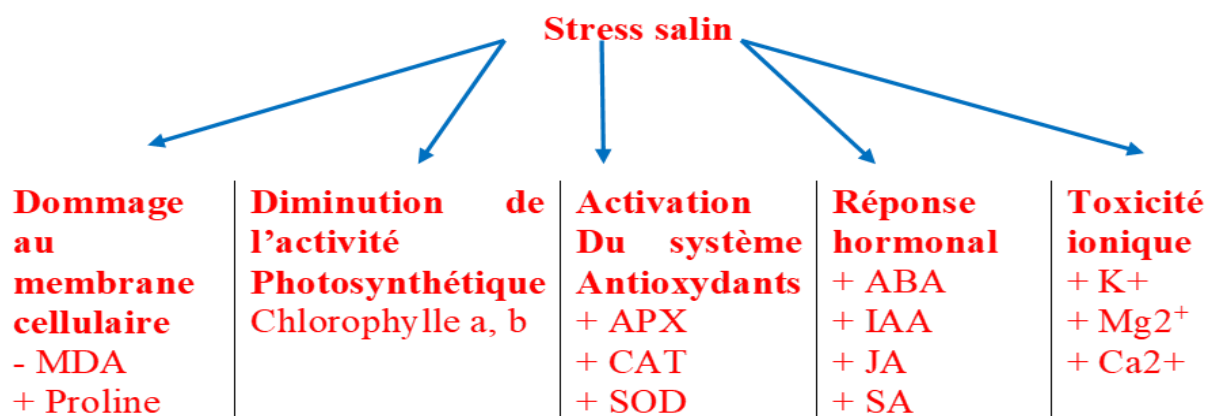 Stress salin
Dommage
au
membrane
cellulaire
- MDA
+ Proline
Diminution de
l'activité
Photosynthétique
Chlorophylle a, b
Activation
Du système
Antioxydants
+ APX
+ CAT
+ SOD
Réponse
hormonal
+ ABA
+ IAA
+ JA
+ SA
Toxicité
ionique
+ K+
+ Mg2⁺
+ Ca2+